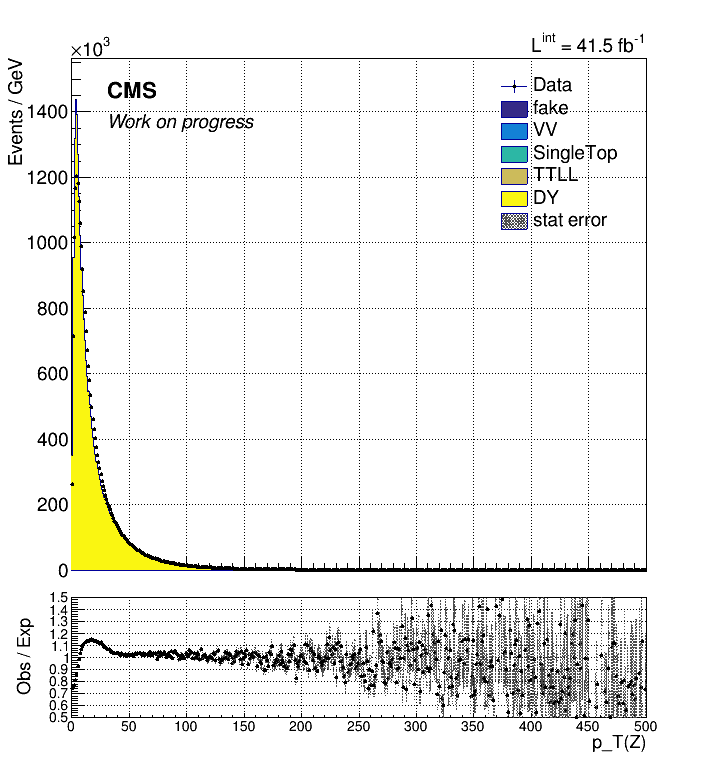 ×10³
L^int = 41.5 fb⁻¹
Events / GeV
CMS
Work on progress
Data
fake
VV
SingleTop
TTLL
DY
stat error
1400
1200
1000
800
600
400
200
0
Obs / Exp
1.5
1.4
1.3
1.2
1.1
1
0.9
0.8
0.7
0.6
0.5
0 50 100 150 200 250 300 350 400 450 500
p_T(Z)